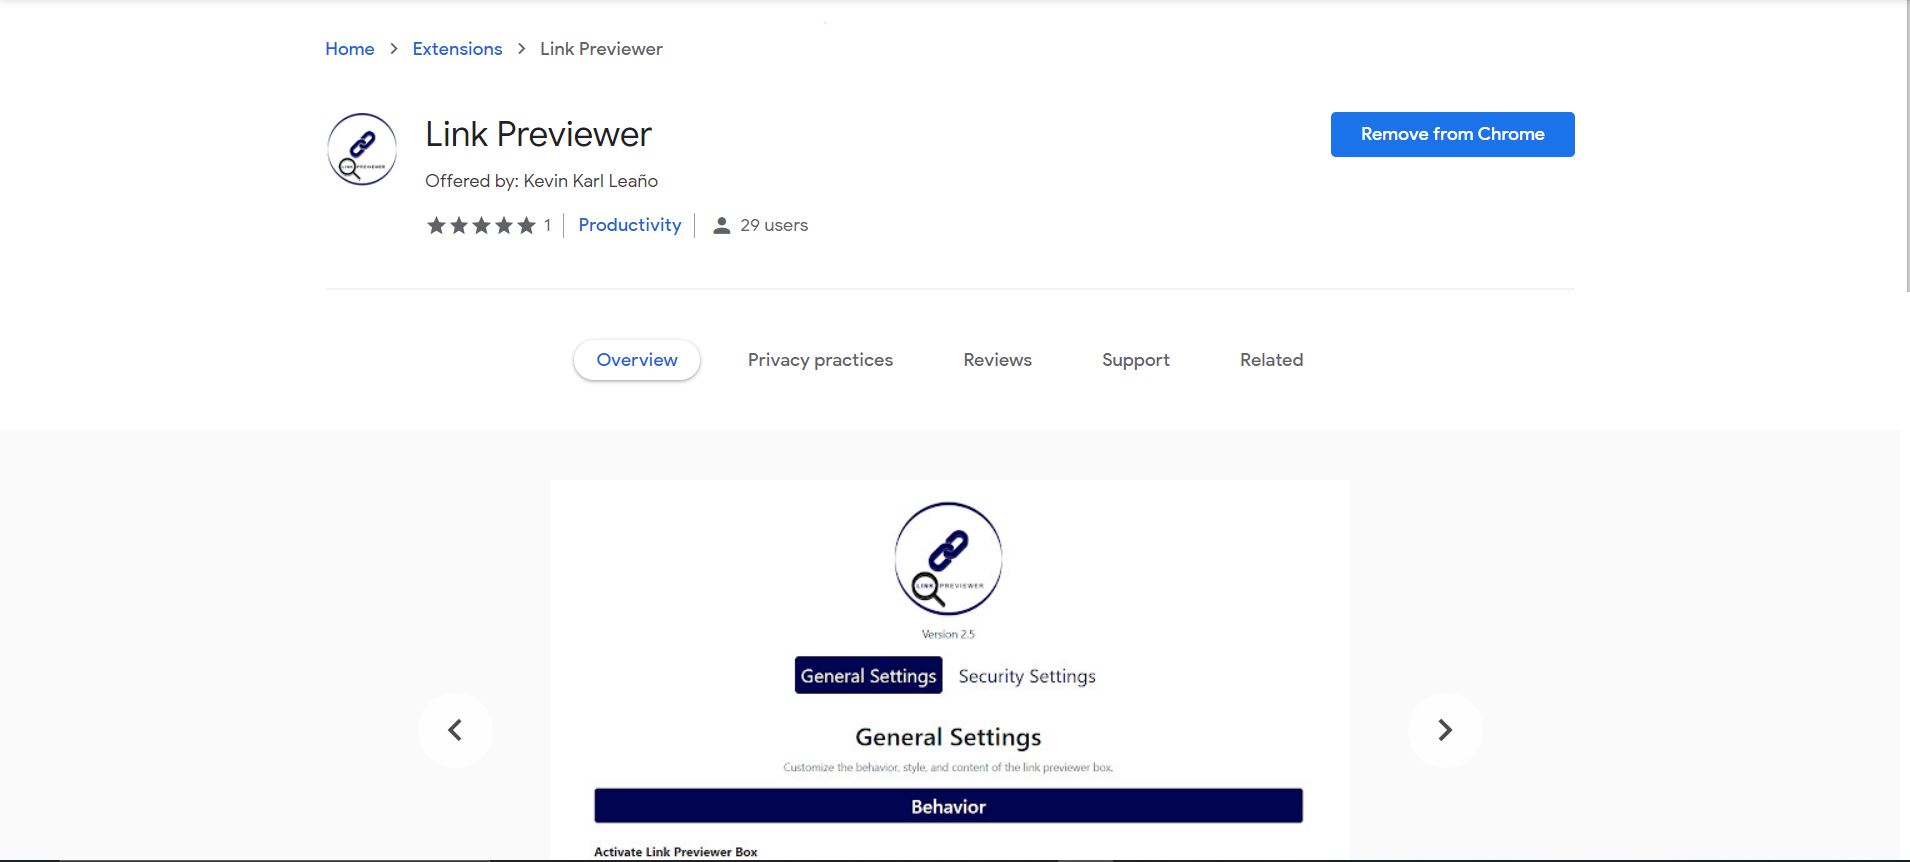 Home > Extensions > Link Previewer
Link Previewer
Remove from Chrome
Offered by: Kevin Karl Leaño
1 Productivity 29 users
Overview Privacy practices Reviews Support Related
LINK PREVIEWER
Version 2.5
General Settings Security Settings
General Settings
Customize the behavior, style, and content of the link previewer box.
Behavior
Activate Link Previewer Box